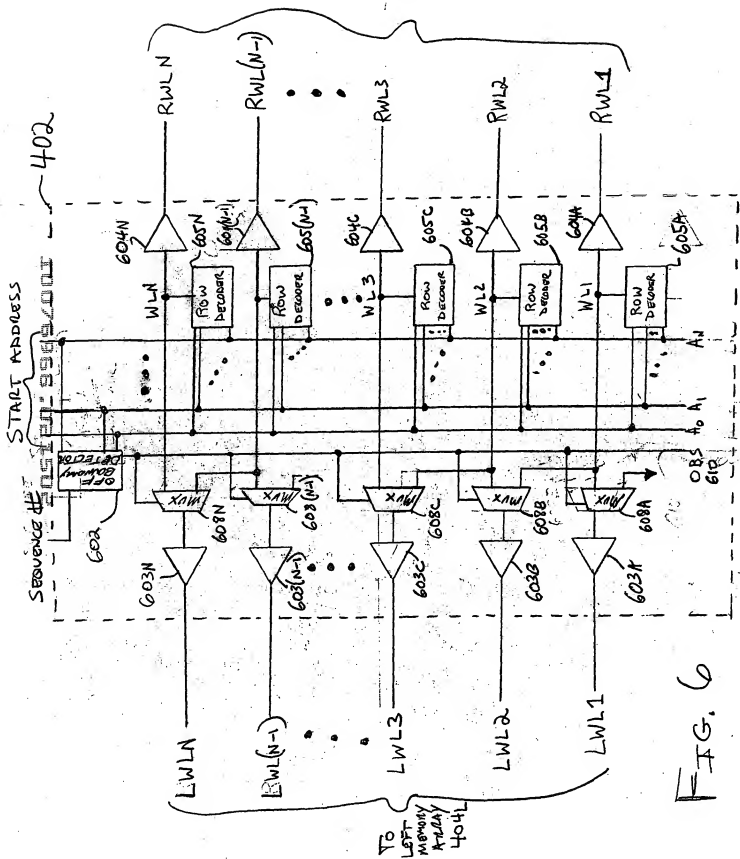 402
START ADDRESS
SEQUENCE #
OFF
BOUNDARY
DETECTOR
602
RWLN
RWL(N-1)
RWL3
RWL2
RWL1
604N
604(N-1)
604C
604B
604A
605N
605C
605B
605A
WLN
WL3
WL2
WL1
ROW
DECODER
ROW
DECODER
ROW
DECODER
ROW
DECODER
ROW
DECODER
AN
A1
A0
OBS
MUX
MUX
MUX
MUX
MUX
608N
608(N-1)
608C
608B
608A
603N
603(N-1)
603C
603B
603A
LWLN
LWL(N-1)
LWL3
LWL2
LWL1
TO
LEFT
MEMORY
ARRAY
404L
FIG. 6